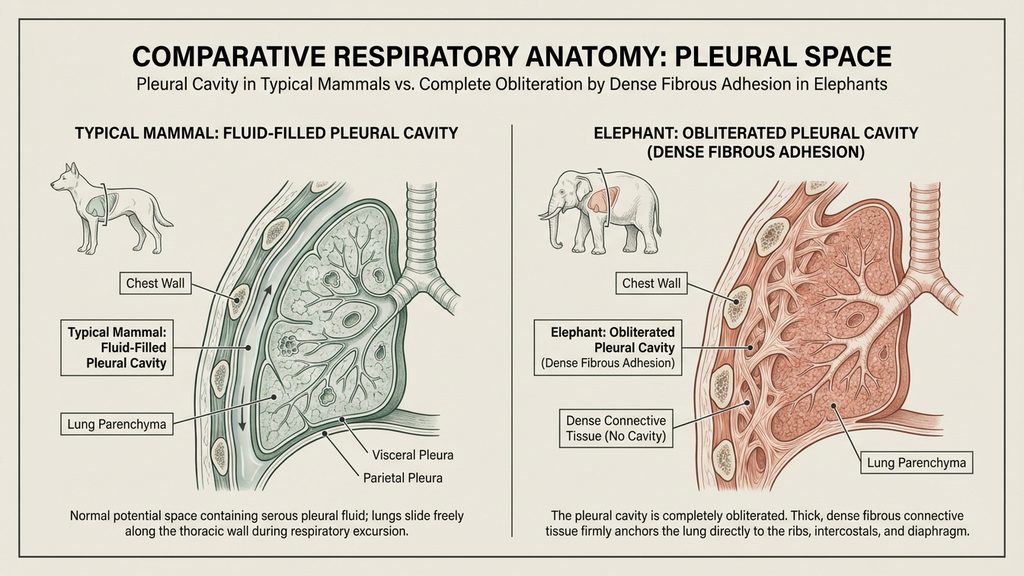 COMPARATIVE RESPIRATORY ANATOMY: PLEURAL SPACE
Pleural Cavity in Typical Mammals vs. Complete Obliteration by Dense Fibrous Adhesion in Elephants
TYPICAL MAMMAL: FLUID-FILLED PLEURAL CAVITY
Chest Wall
Typical Mammal:
Fluid-Filled
Pleural Cavity
Lung Parenchyma
Visceral Pleura
Parietal Pleura
Normal potential space containing serous pleural fluid; lungs slide freely
along the thoracic wall during respiratory excursion.
ELEPHANT: OBLITERATED PLEURAL CAVITY
(DENSE FIBROUS ADHESION)
Chest Wall
Elephant: Obliterated
Pleural Cavity
(Dense Fibrous Adhesion)
Dense Connective
Tissue (No Cavity)
Lung Parenchyma
The pleural cavity is completely obliterated. Thick, dense fibrous connective
tissue firmly anchors the lung directly to the ribs, intercostals, and diaphragm.